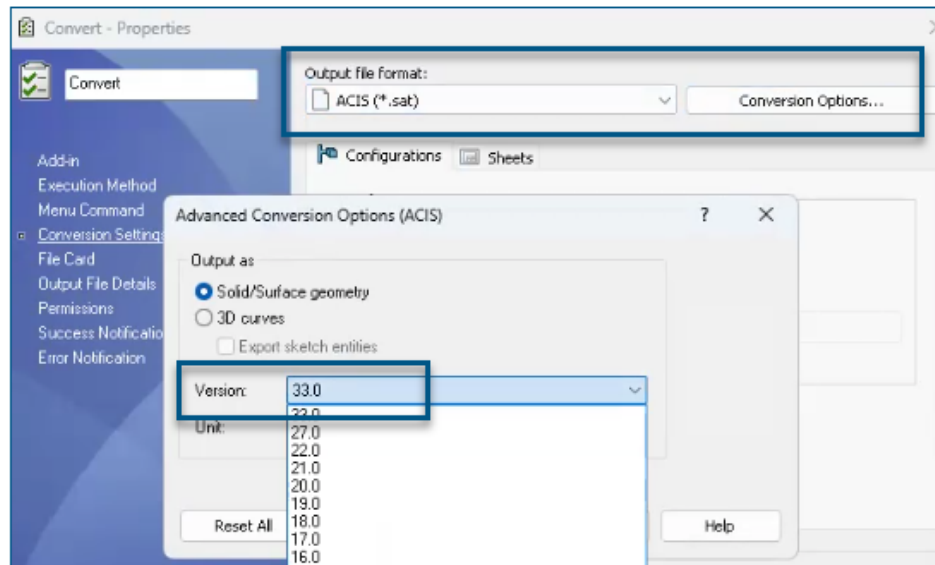 Convert - Properties
Convert
Output file format:
ACIS (*.sat)
Conversion Options...
Configurations
Sheets
Add-in
Execution Method
Menu Command
Conversion Settings
File Card
Output File Details
Permissions
Success Notificatio
Error Notification
Advanced Conversion Options (ACIS)
?
Output as
Solid/Surface geometry
3D curves
Export sketch entities
Version:
33.0
33.0
27.0
22.0
21.0
20.0
19.0
18.0
17.0
16.0
Unit:
Reset All
Help